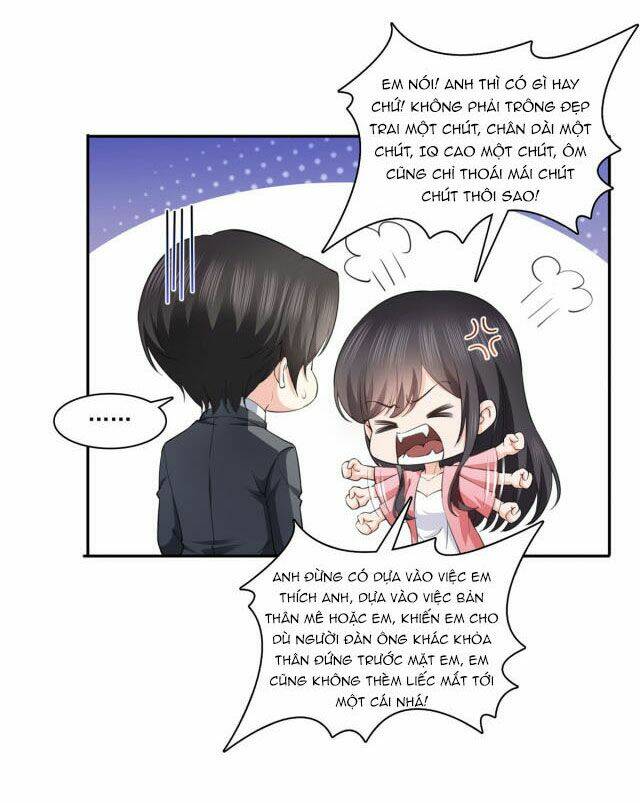 EM NÓI! ANH THÌ CÓ GÌ HAY
CHỨ! KHÔNG PHẢI TRÔNG ĐẸP
TRAI MỘT CHÚT, CHÂN DÀI MỘT
CHÚT, IQ CAO MỘT CHÚT, ÔM
CŨNG CHỈ THOÁI MÁI CHÚT
CHÚT THÔI SAO!
......
ANH ĐỪNG CÓ DỰA VÀO VIỆC EM
THÍCH ANH, DỰA VÀO VIỆC BẢN
THÂN MÊ HOẶC EM, KHIẾN EM CHO
DÙ NGƯỜI ĐÀN ÔNG KHÁC KHỎA
THÂN ĐỨNG TRƯỚC MẶT EM, EM
CŨNG KHÔNG THÈM LIẾC MẮT TỚI
MỘT CÁI NHÁ!